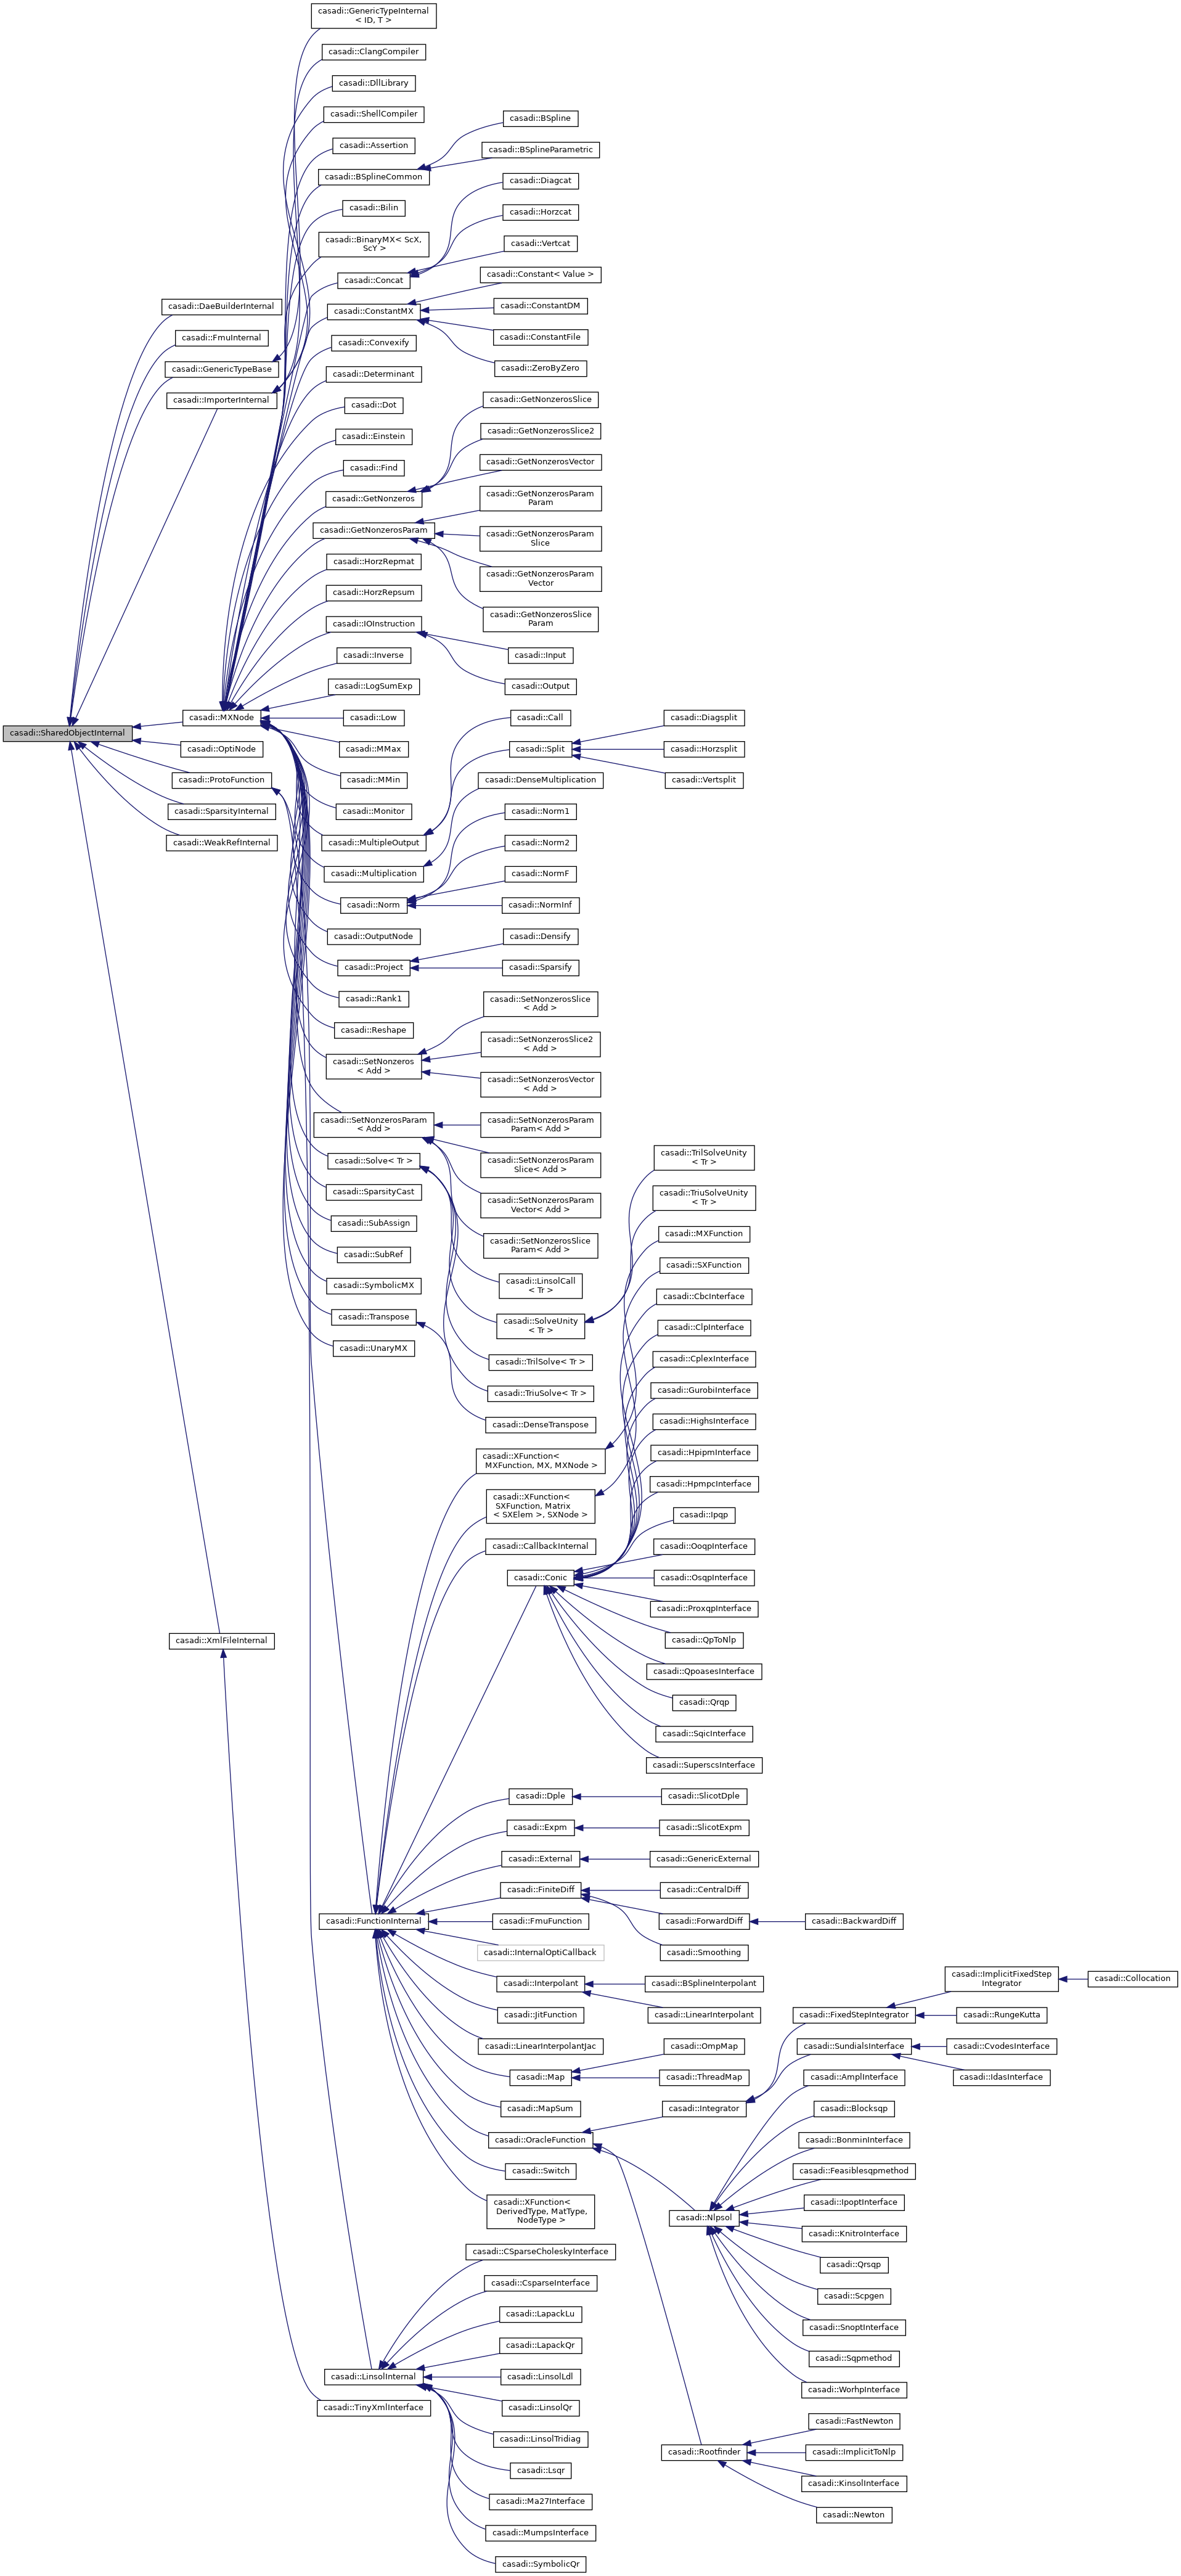 casadi::SharedObjectInternal
casadi::DaeBuilderInternal
casadi::FmuInternal
casadi::GenericTypeBase
casadi::ImporterInternal
casadi::MXNode
casadi::OptiNode
casadi::ProtoFunction
casadi::SparsityInternal
casadi::WeakRefInternal
casadi::XmlFileInternal
casadi::GenericTypeInternal
< ID, T >
casadi::ClangCompiler
casadi::DllLibrary
casadi::ShellCompiler
casadi::Assertion
casadi::BSplineCommon
casadi::Bilin
casadi::BinaryMX< ScX,
ScY >
casadi::Concat
casadi::ConstantMX
casadi::Convexify
casadi::Determinant
casadi::Dot
casadi::Einstein
casadi::Find
casadi::GetNonzeros
casadi::GetNonzerosParam
casadi::HorzRepmat
casadi::HorzRepsum
casadi::IOInstruction
casadi::Inverse
casadi::LogSumExp
casadi::Low
casadi::MMax
casadi::MMin
casadi::Monitor
casadi::MultipleOutput
casadi::Multiplication
casadi::Norm
casadi::OutputNode
casadi::Project
casadi::Rank1
casadi::Reshape
casadi::SetNonzeros
< Add >
casadi::SetNonzerosParam
< Add >
casadi::Solve< Tr >
casadi::SparsityCast
casadi::SubAssign
casadi::SubRef
casadi::SymbolicMX
casadi::Transpose
casadi::UnaryMX
casadi::FunctionInternal
casadi::LinsolInternal
casadi::TinyXmlInterface
casadi::BSpline
casadi::BSplineParametric
casadi::Diagcat
casadi::Horzcat
casadi::Vertcat
casadi::Constant< Value >
casadi::ConstantDM
casadi::ConstantFile
casadi::ZeroByZero
casadi::GetNonzerosSlice
casadi::GetNonzerosSlice2
casadi::GetNonzerosVector
casadi::GetNonzerosParam
Param
casadi::GetNonzerosParam
Slice
casadi::GetNonzerosParam
Vector
casadi::GetNonzerosSlice
Param
casadi::Input
casadi::Output
casadi::Call
casadi::Split
casadi::DenseMultiplication
casadi::Norm1
casadi::Norm2
casadi::NormF
casadi::NormInf
casadi::Densify
casadi::Sparsify
casadi::SetNonzerosSlice
< Add >
casadi::SetNonzerosSlice2
< Add >
casadi::SetNonzerosVector
< Add >
casadi::SetNonzerosParam
Param< Add >
casadi::SetNonzerosParam
Slice< Add >
casadi::SetNonzerosParam
Vector< Add >
casadi::SetNonzerosSlice
Param< Add >
casadi::LinsolCall
< Tr >
casadi::SolveUnity
< Tr >
casadi::TrilSolve< Tr >
casadi::TriuSolve< Tr >
casadi::DenseTranspose
casadi::XFunction<
MXFunction, MX, MXNode >
casadi::XFunction<
SXFunction, Matrix
< SXElem >, SXNode >
casadi::CallbackInternal
casadi::Conic
casadi::Dple
casadi::Expm
casadi::External
casadi::FiniteDiff
casadi::FmuFunction
casadi::InternalOptiCallback
casadi::Interpolant
casadi::JitFunction
casadi::LinearInterpolantJac
casadi::Map
casadi::MapSum
casadi::OracleFunction
casadi::Switch
casadi::XFunction<
DerivedType, MatType,
NodeType >
casadi::CSparseCholeskyInterface
casadi::CsparseInterface
casadi::LapackLu
casadi::LapackQr
casadi::LinsolLdl
casadi::LinsolQr
casadi::LinsolTridiag
casadi::Lsqr
casadi::Ma27Interface
casadi::MumpsInterface
casadi::SymbolicQr
casadi::Diagsplit
casadi::Horzsplit
casadi::Vertsplit
casadi::TrilSolveUnity
< Tr >
casadi::TriuSolveUnity
< Tr >
casadi::MXFunction
casadi::SXFunction
casadi::CbcInterface
casadi::ClpInterface
casadi::CplexInterface
casadi::GurobiInterface
casadi::HighsInterface
casadi::HpipmInterface
casadi::HpmpcInterface
casadi::Ipqp
casadi::OoqpInterface
casadi::OsqpInterface
casadi::ProxqpInterface
casadi::QpToNlp
casadi::QpoasesInterface
casadi::Qrqp
casadi::SqicInterface
casadi::SuperscsInterface
casadi::SlicotDple
casadi::SlicotExpm
casadi::GenericExternal
casadi::CentralDiff
casadi::ForwardDiff
casadi::Smoothing
casadi::BSplineInterpolant
casadi::LinearInterpolant
casadi::OmpMap
casadi::ThreadMap
casadi::Integrator
casadi::Nlpsol
casadi::Rootfinder
casadi::BackwardDiff
casadi::FixedStepIntegrator
casadi::SundialsInterface
casadi::AmplInterface
casadi::Blocksqp
casadi::BonminInterface
casadi::Feasiblesqpmethod
casadi::IpoptInterface
casadi::KnitroInterface
casadi::Qrsqp
casadi::Scpgen
casadi::SnoptInterface
casadi::Sqpmethod
casadi::WorhpInterface
casadi::FastNewton
casadi::ImplicitToNlp
casadi::KinsolInterface
casadi::Newton
casadi::ImplicitFixedStep
Integrator
casadi::RungeKutta
casadi::CvodesInterface
casadi::IdasInterface
casadi::Collocation